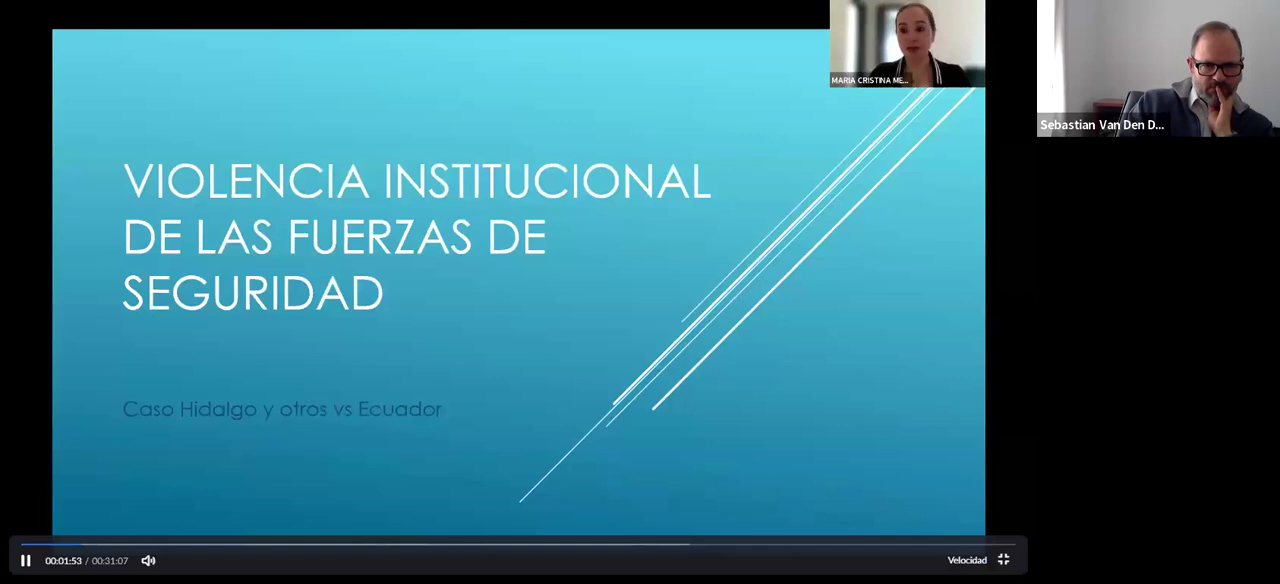 MARIA CRISTINA ME...
Sebastian Van Den D...
VIOLENCIA INSTITUCIONAL
DE LAS FUERZAS DE
SEGURIDAD
Caso Hidalgo y otros vs Ecuador
00:01:53 / 00:31:07
Velocidad